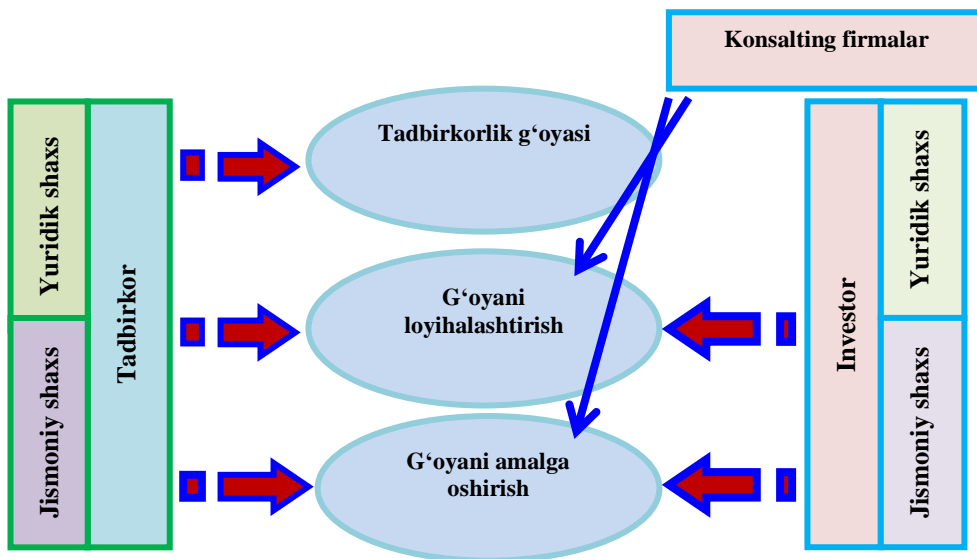 Konsalting firmalar
Yuridik shaxs
Jismoniy shaxs
Tadbirkor
Tadbirkorlik g‘oyasi
G‘oyani
loyihalashtirish
G‘oyani amalga
oshirish
Investor
Yuridik shaxs
Jismoniy shaxs